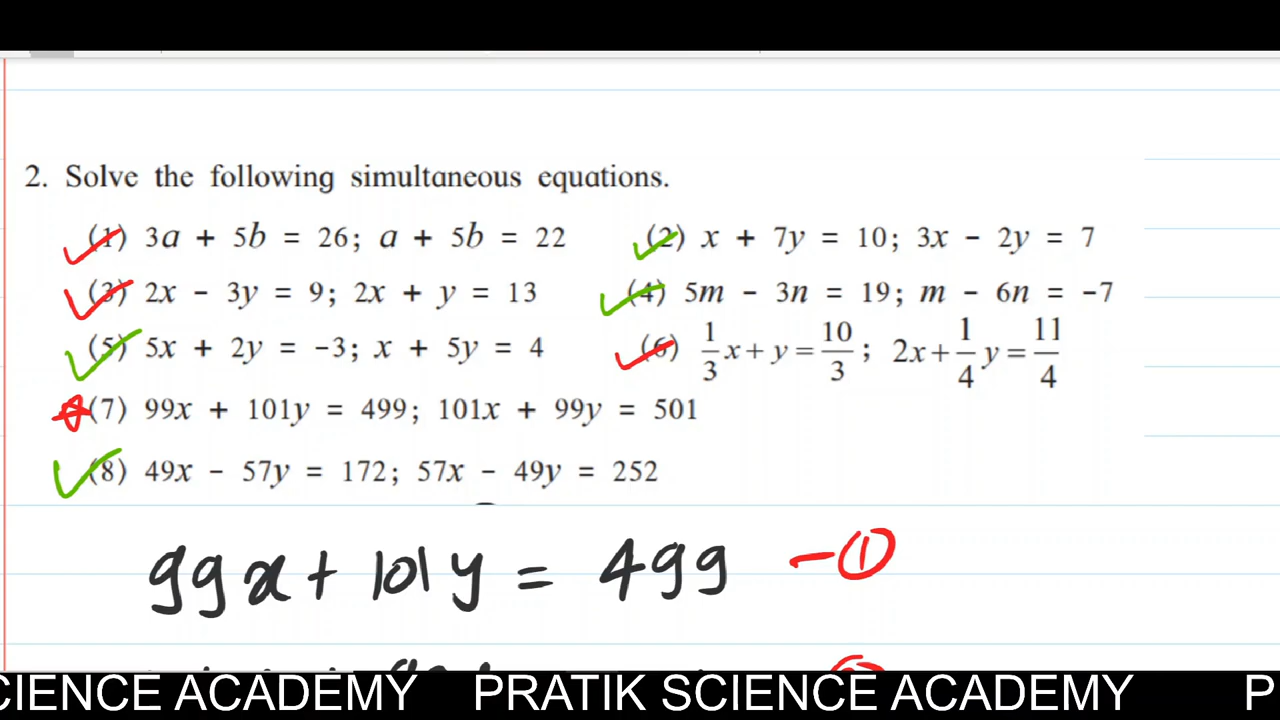 2. Solve the following simultaneous equations.
(1) 3a + 5b = 26; a + 5b = 22 (2) x + 7y = 10; 3x - 2y = 7
(3) 2x - 3y = 9; 2x + y = 13 (4) 5m - 3n = 19; m - 6n = -7
(5) 5x + 2y = -3; x + 5y = 4 (6) 1/3 x + y = 10/3 ; 2x + 1/4 y = 11/4
(7) 99x + 101y = 499; 101x + 99y = 501
(8) 49x - 57y = 172; 57x - 49y = 252
99x + 101y = 499 -①
CIENCE ACADEMY PRATIK SCIENCE ACADEMY P